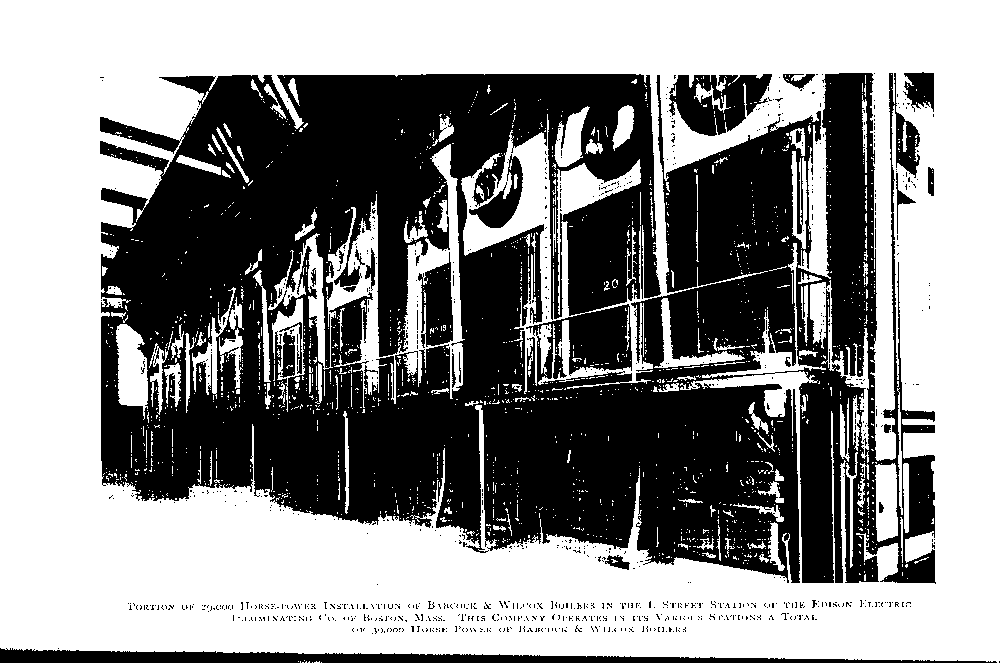 20
No 19
PORTION OF 29,000 HORSE-POWER INSTALLATION OF BABCOCK & WILCOX BOILERS IN THE L STREET STATION OF THE EDISON ELECTRIC
ILLUMINATING CO. OF BOSTON, MASS. THIS COMPANY OPERATES IN ITS VARIOUS STATIONS A TOTAL
OF 39,000 HORSE POWER OF BABCOCK & WILCOX BOILERS